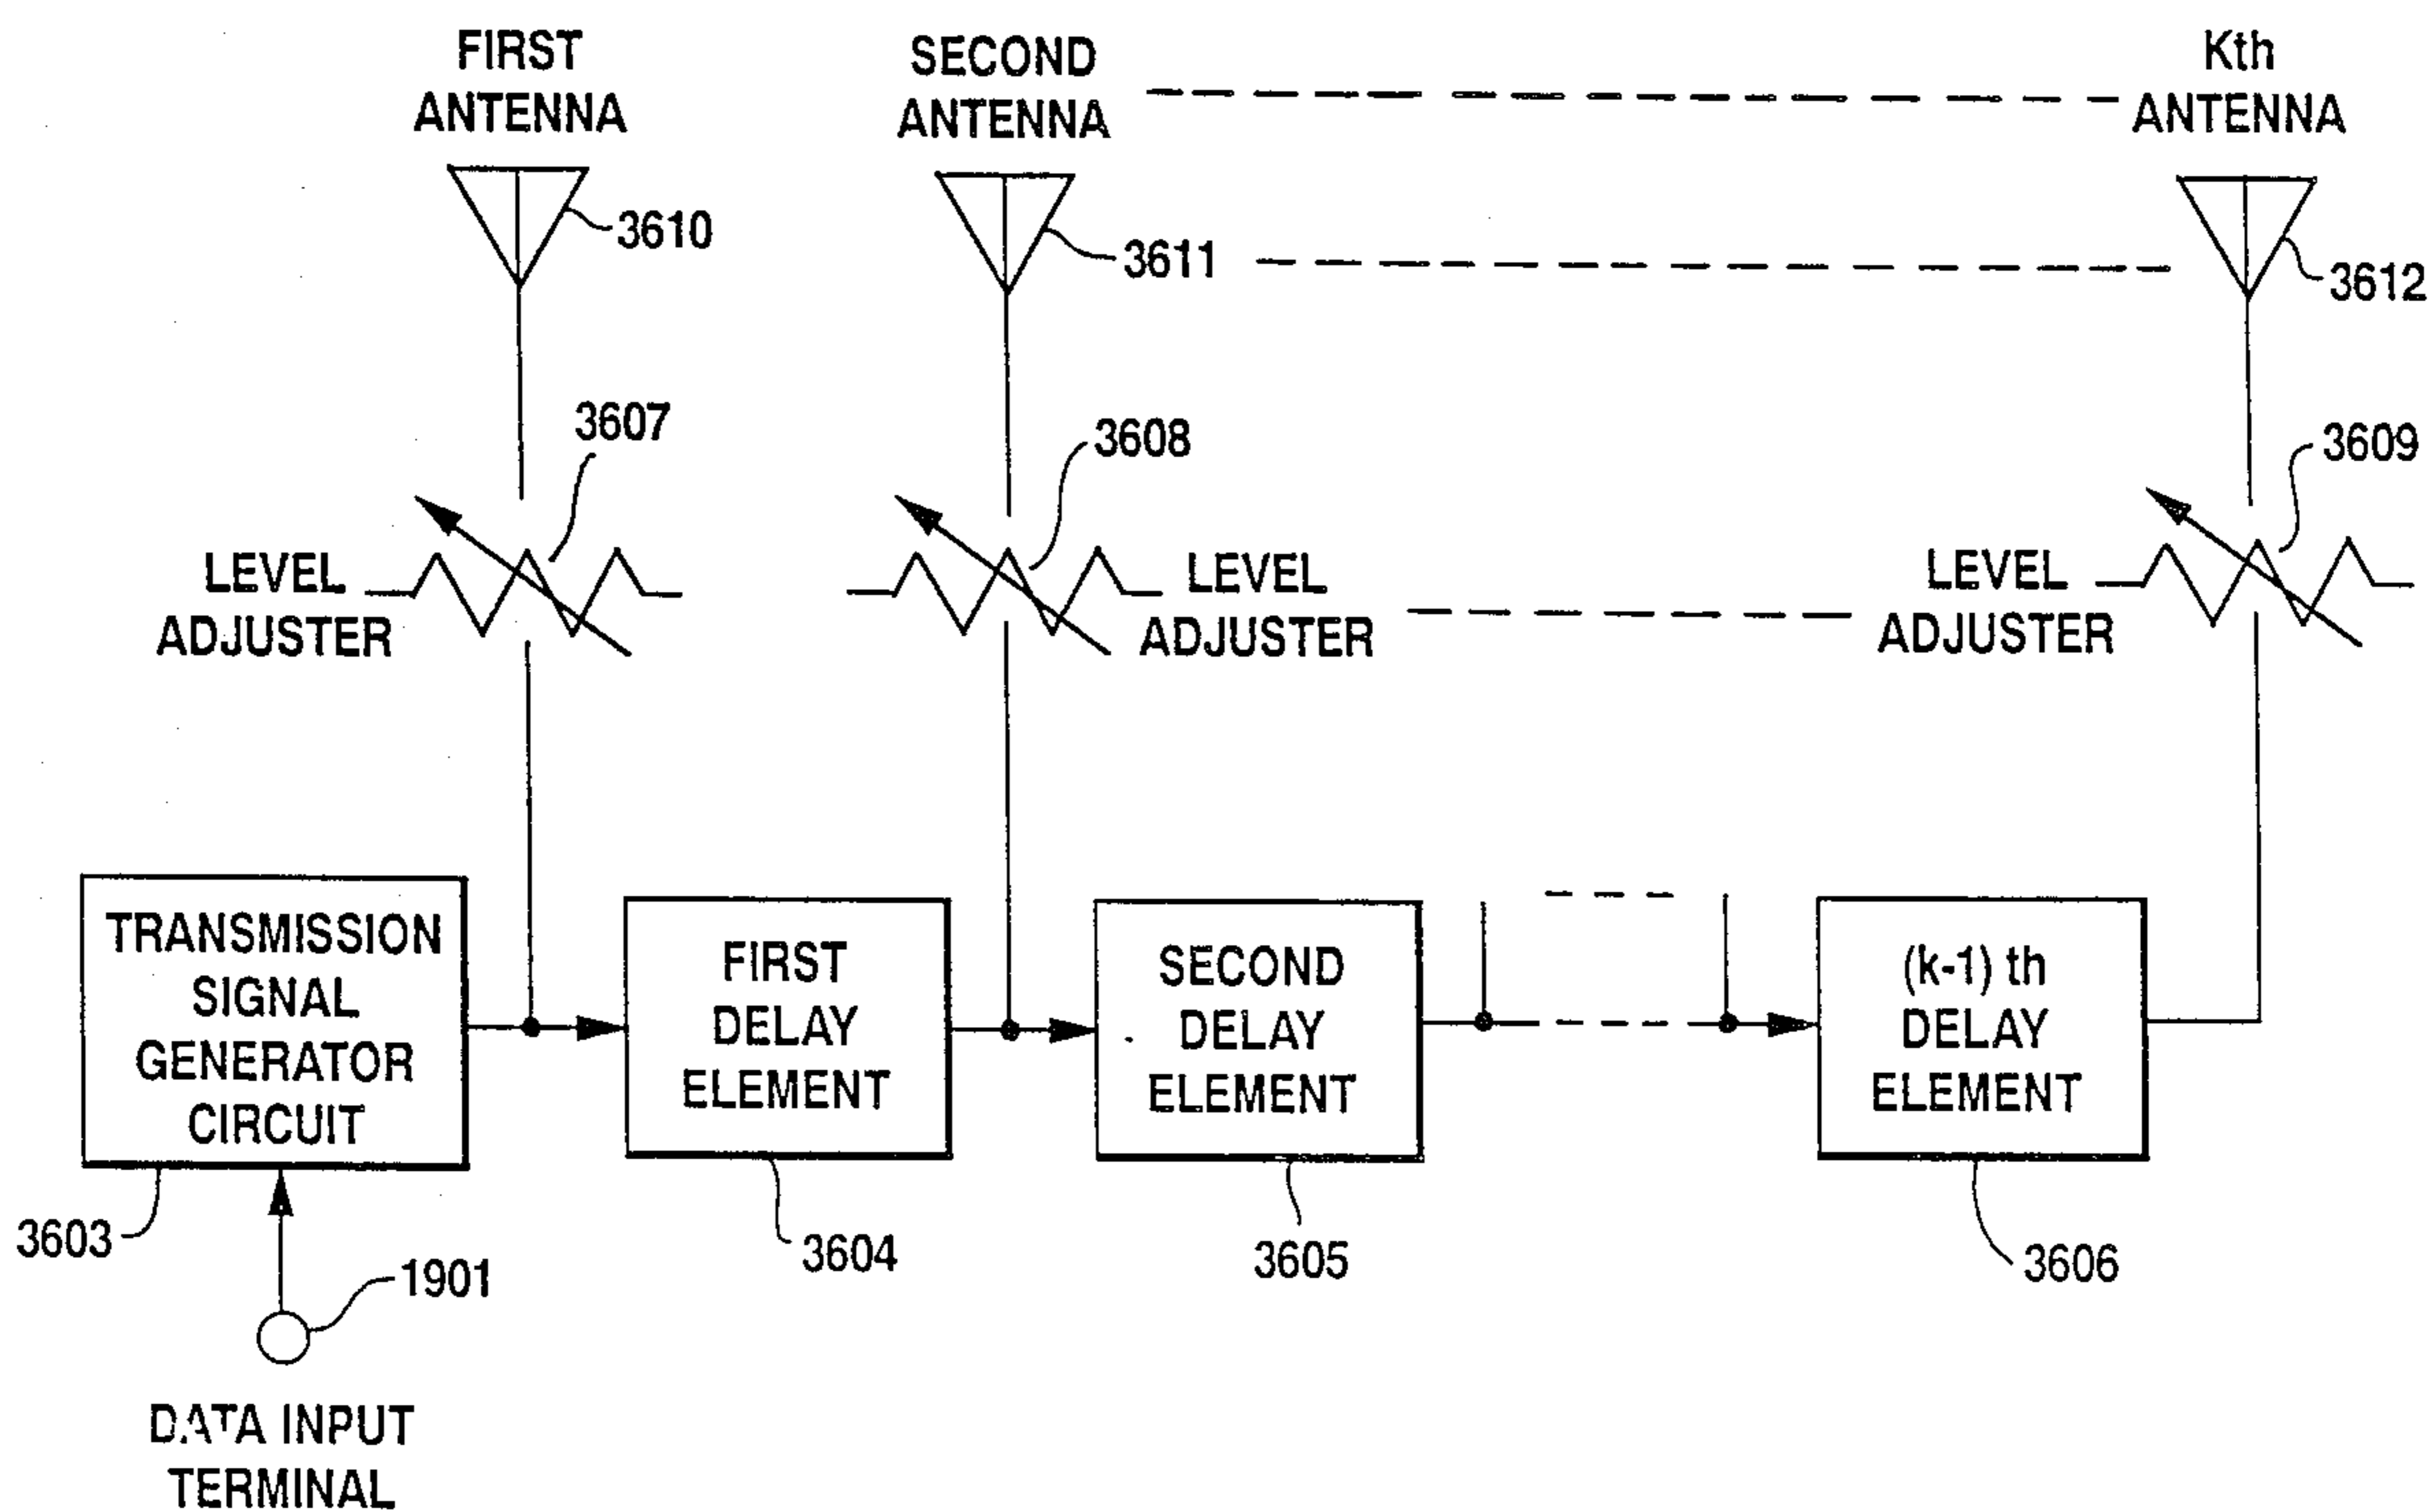 FIRST
ANTENNA
SECOND
ANTENNA
Kth
ANTENNA
3610
3611
3612
3607
3608
3609
LEVEL
ADJUSTER
LEVEL
ADJUSTER
LEVEL
ADJUSTER
TRANSMISSION
SIGNAL
GENERATOR
CIRCUIT
FIRST
DELAY
ELEMENT
SECOND
DELAY
ELEMENT
(k-1) th
DELAY
ELEMENT
3603
3604
3605
3606
1901
DATA INPUT
TERMINAL